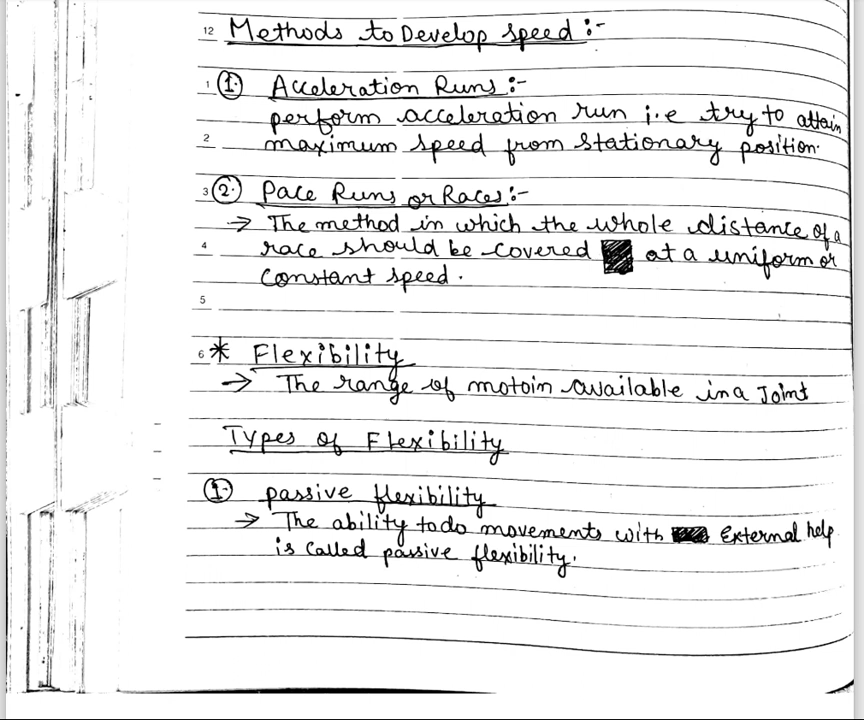 12 Methods to Develop speed :-
1 ① Acceleration Runs :-
perform acceleration run i.e try to attain
2 maximum speed from stationary position.
3 ② Pace Runs or Races :-
→ The method in which the whole distance of a
4 race should be covered at a uniform or
constant speed.
5
6 * Flexibility
→ The range of motoin available in a Joint
Types of Flexibility
① passive flexibility
→ The ability to do movements with External help
is called passive flexibility.